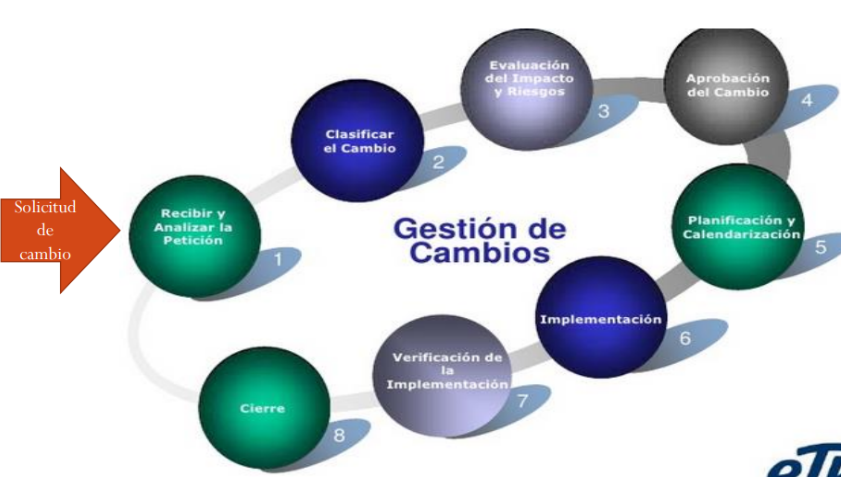 Solicitud
de
cambio
Recibir y
Analizar la
Petición
1
Clasificar
el Cambio
2
Evaluación
del Impacto
y Riesgos
3
Aprobación
del Cambio
4
Gestión de
Cambios
Planificación y
Calendarización
5
Implementación
6
Verificación de
la
Implementación
7
Cierre
8